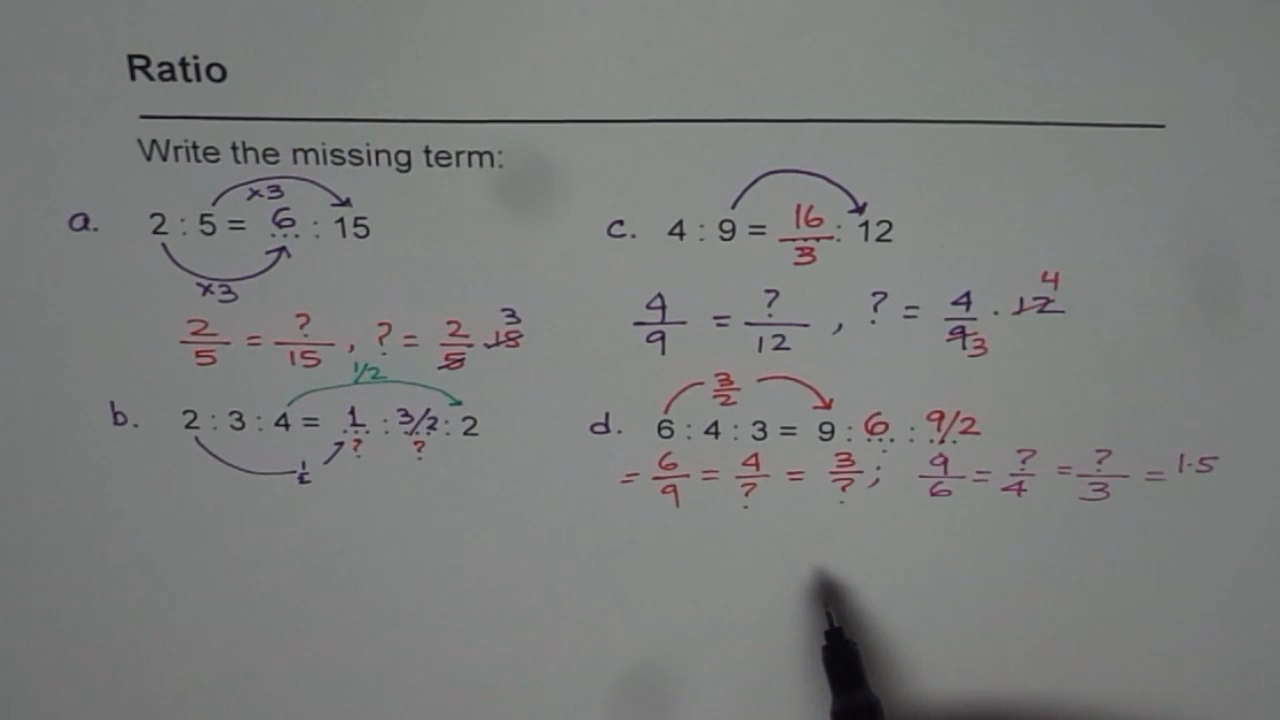 Ratio
Write the missing term:
×3
a. 2 : 5 = 6 : 15
×3
2/5 = ?/15 , ? = 2/5 · 15 3
1/2
b. 2 : 3 : 4 = 1 : 3/2 : 2
? ?
1/2
c. 4 : 9 = 16/3 : 12
4/9 = ?/12 , ? = 4/9 3 · 12 4
3/2
d. 6 : 4 : 3 = 9 : 6 : 9/2
= 6/9 = 4/? = 3/? ; 9/6 = ?/4 = ?/3 = 1.5